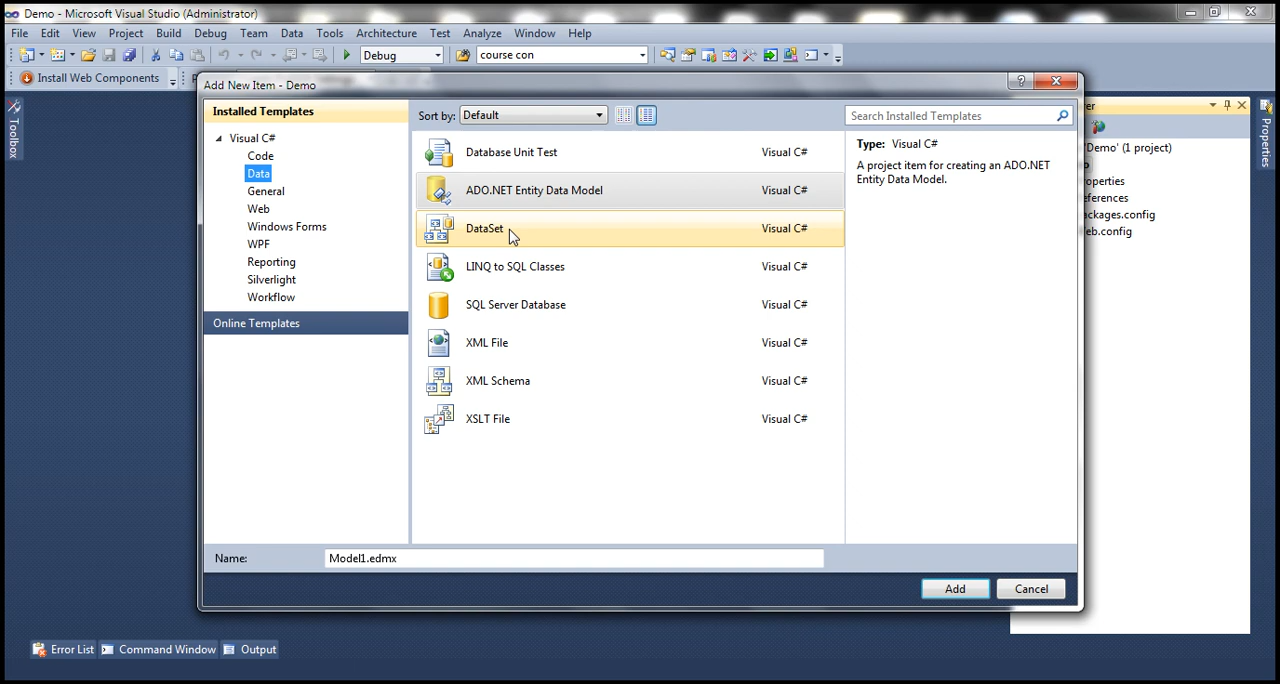 Demo - Microsoft Visual Studio (Administrator)
File Edit View Project Build Debug Team Data Tools Architecture Test Analyze Window Help
Debug course con
Install Web Components
Toolbox
Add New Item - Demo
Installed Templates
Visual C#
Code
Data
General
Web
Windows Forms
WPF
Reporting
Silverlight
Workflow
Online Templates
Sort by: Default
Database Unit Test Visual C#
ADO.NET Entity Data Model Visual C#
DataSet Visual C#
LINQ to SQL Classes Visual C#
SQL Server Database Visual C#
XML File Visual C#
XML Schema Visual C#
XSLT File Visual C#
Search Installed Templates
Type: Visual C#
A project item for creating an ADO.NET
Entity Data Model.
Name: Model1.edmx
Add Cancel
er
'Demo' (1 project)
operties
eferences
ackages.config
eb.config
Properties
Error List Command Window Output